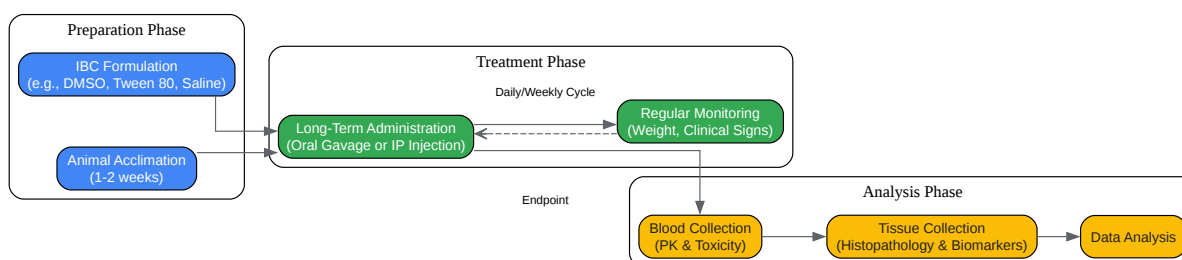 Preparation Phase
IBC Formulation
(e.g., DMSO, Tween 80, Saline)
Animal Acclimation
(1-2 weeks)
Treatment Phase
Daily/Weekly Cycle
Long-Term Administration
(Oral Gavage or IP Injection)
Regular Monitoring
(Weight, Clinical Signs)
Endpoint
Analysis Phase
Blood Collection
(PK & Toxicity)
Tissue Collection
(Histopathology & Biomarkers)
Data Analysis